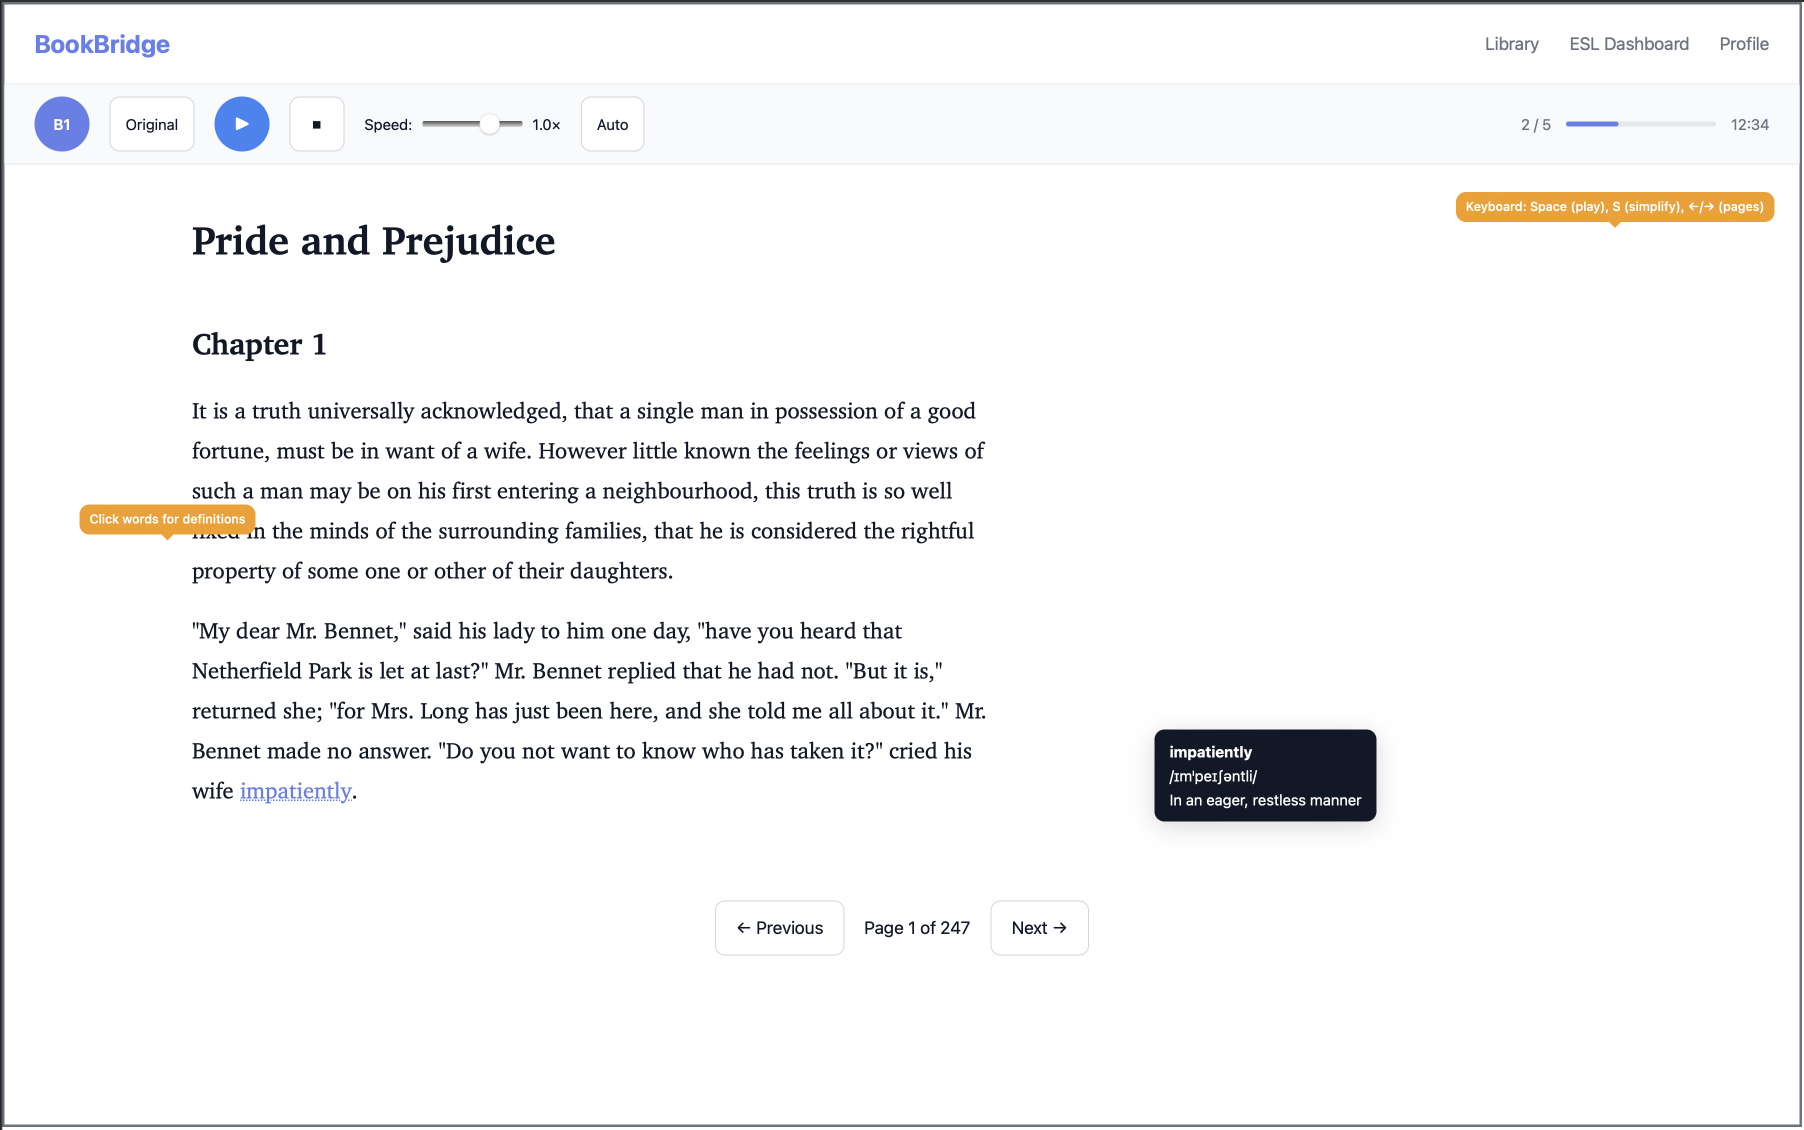 BookBridge
Library
ESL Dashboard
Profile
B1
Original
Speed:
1.0×
Auto
2 / 5
12:34
Keyboard: Space (play), S (simplify), ←/→ (pages)
Pride and Prejudice
Chapter 1
It is a truth universally acknowledged, that a single man in possession of a good
fortune, must be in want of a wife. However little known the feelings or views of
such a man may be on his first entering a neighbourhood, this truth is so well
Click words for definitions
fixed in the minds of the surrounding families, that he is considered the rightful
property of some one or other of their daughters.
"My dear Mr. Bennet," said his lady to him one day, "have you heard that
Netherfield Park is let at last?" Mr. Bennet replied that he had not. "But it is,"
returned she; "for Mrs. Long has just been here, and she told me all about it." Mr.
Bennet made no answer. "Do you not want to know who has taken it?" cried his
wife impatiently.
impatiently
/ɪmˈpeɪʃəntli/
In an eager, restless manner
← Previous
Page 1 of 247
Next →